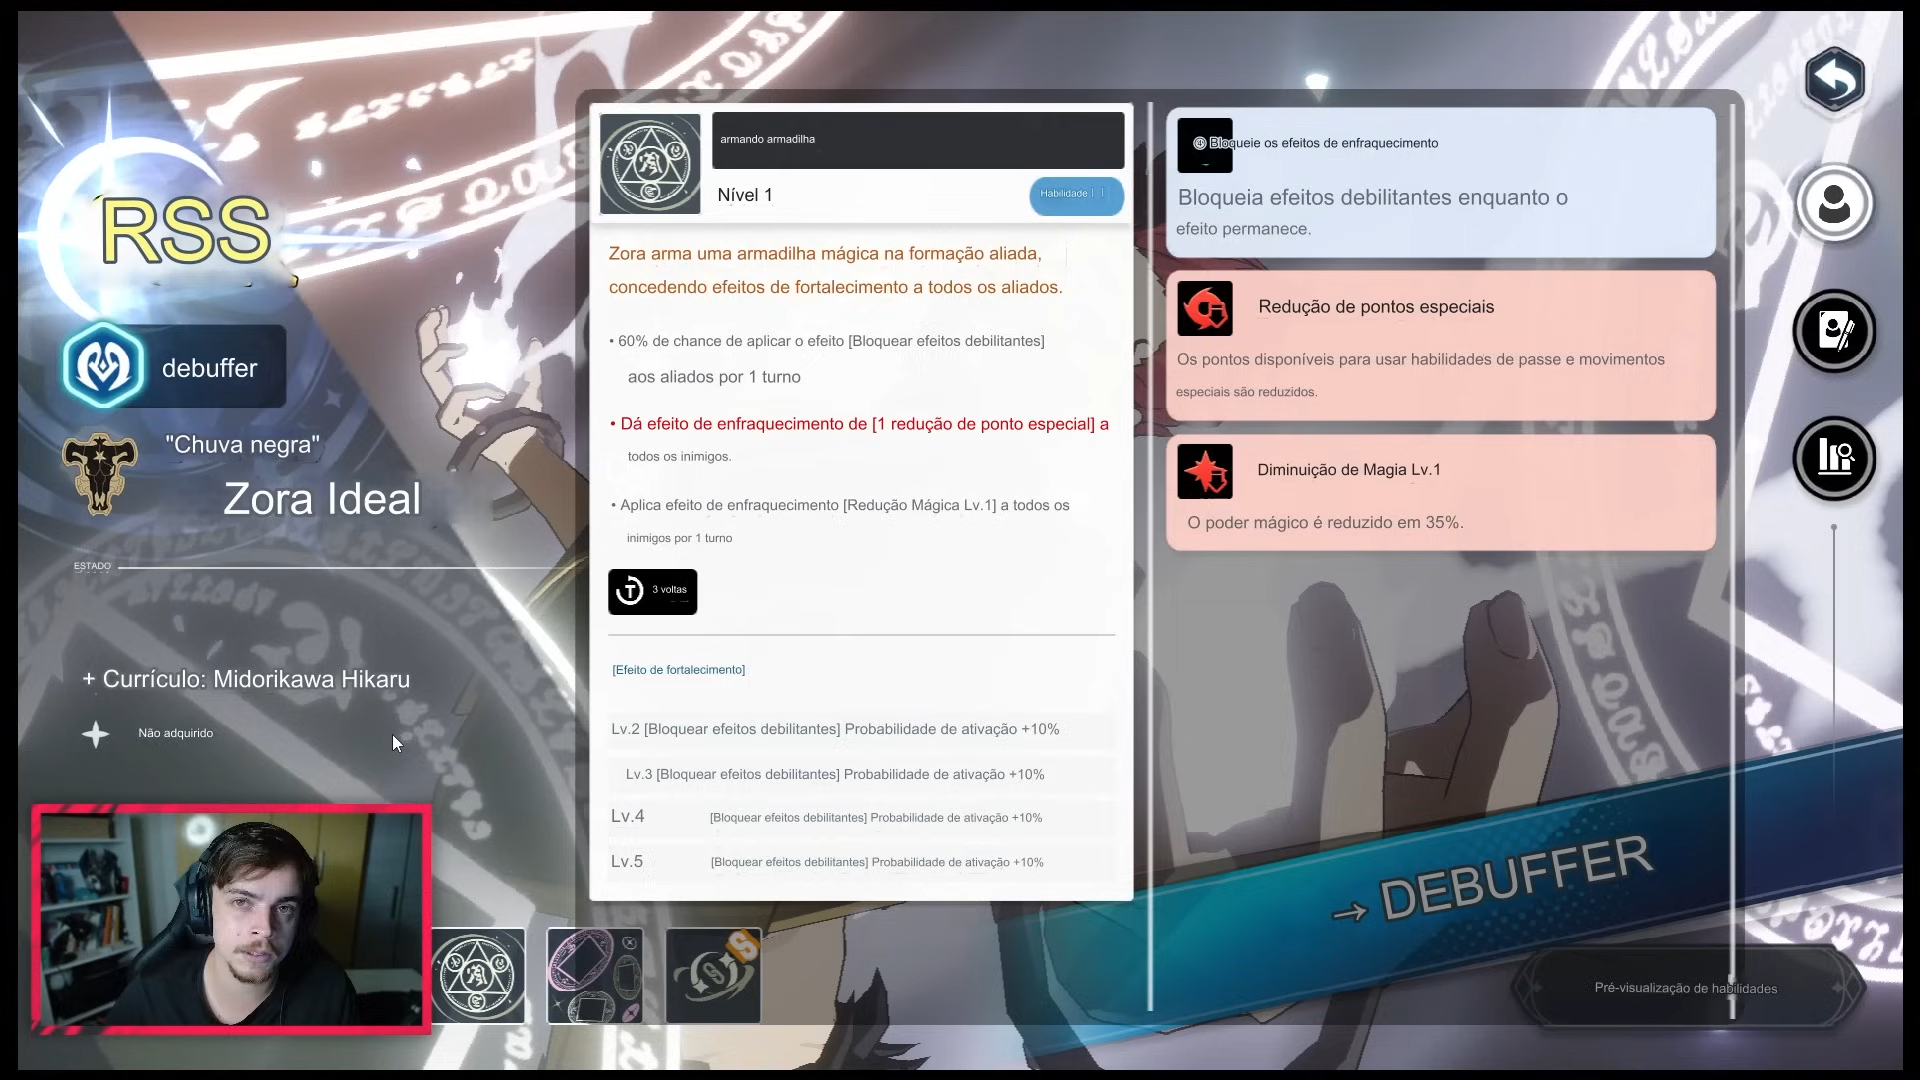 RSS
debuffer
"Chuva negra"
Zora Ideal
ESTADO
+ Currículo: Midorikawa Hikaru
Não adquirido
armando armadilha
Nível 1
Habilidade
Zora arma uma armadilha mágica na formação aliada,
concedendo efeitos de fortalecimento a todos os aliados.
• 60% de chance de aplicar o efeito [Bloquear efeitos debilitantes]
aos aliados por 1 turno
• Dá efeito de enfraquecimento de [1 redução de ponto especial] a
todos os inimigos.
• Aplica efeito de enfraquecimento [Redução Mágica Lv.1] a todos os
inimigos por 1 turno
3 voltas
[Efeito de fortalecimento]
Lv.2 [Bloquear efeitos debilitantes] Probabilidade de ativação +10%
Lv.3 [Bloquear efeitos debilitantes] Probabilidade de ativação +10%
Lv.4 [Bloquear efeitos debilitantes] Probabilidade de ativação +10%
Lv.5 [Bloquear efeitos debilitantes] Probabilidade de ativação +10%
Bloqueie os efeitos de enfraquecimento
Bloqueia efeitos debilitantes enquanto o
efeito permanece.
Redução de pontos especiais
Os pontos disponíveis para usar habilidades de passe e movimentos
especiais são reduzidos.
Diminuição de Magia Lv.1
O poder mágico é reduzido em 35%.
→ DEBUFFER
S
Pré-visualização de habilidades